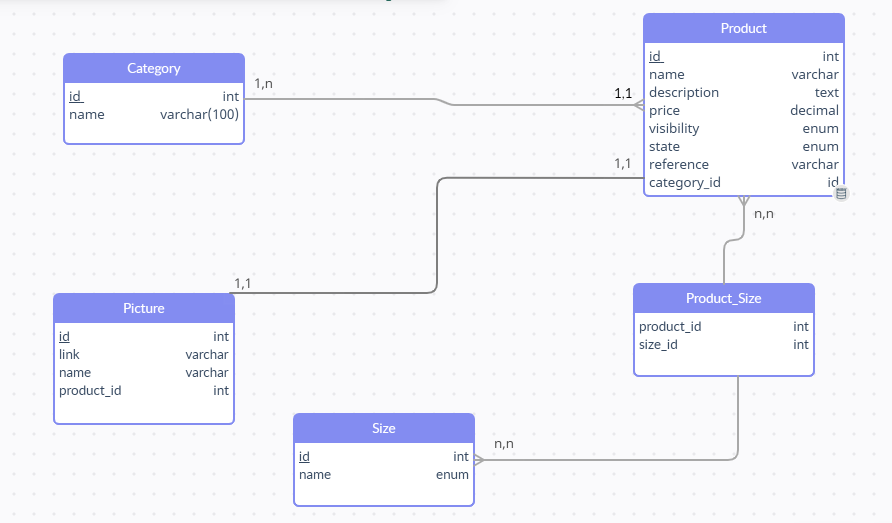 Category
id int
name varchar(100)
1,n
1,1
Product
id int
name varchar
description text
price decimal
visibility enum
state enum
reference varchar
category_id id
1,1
1,1
n,n
Picture
id int
link varchar
name varchar
product_id int
Product_Size
product_id int
size_id int
Size
id int
name enum
n,n